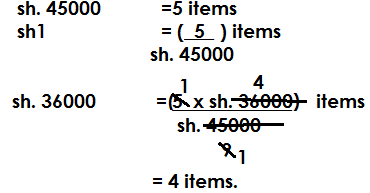 sh. 45000 =5 items
sh1 = ( 5 ) items
sh. 45000
1 4
sh. 36000 =(5 x sh. 36000) items
sh. 45000
9 1
= 4 items.